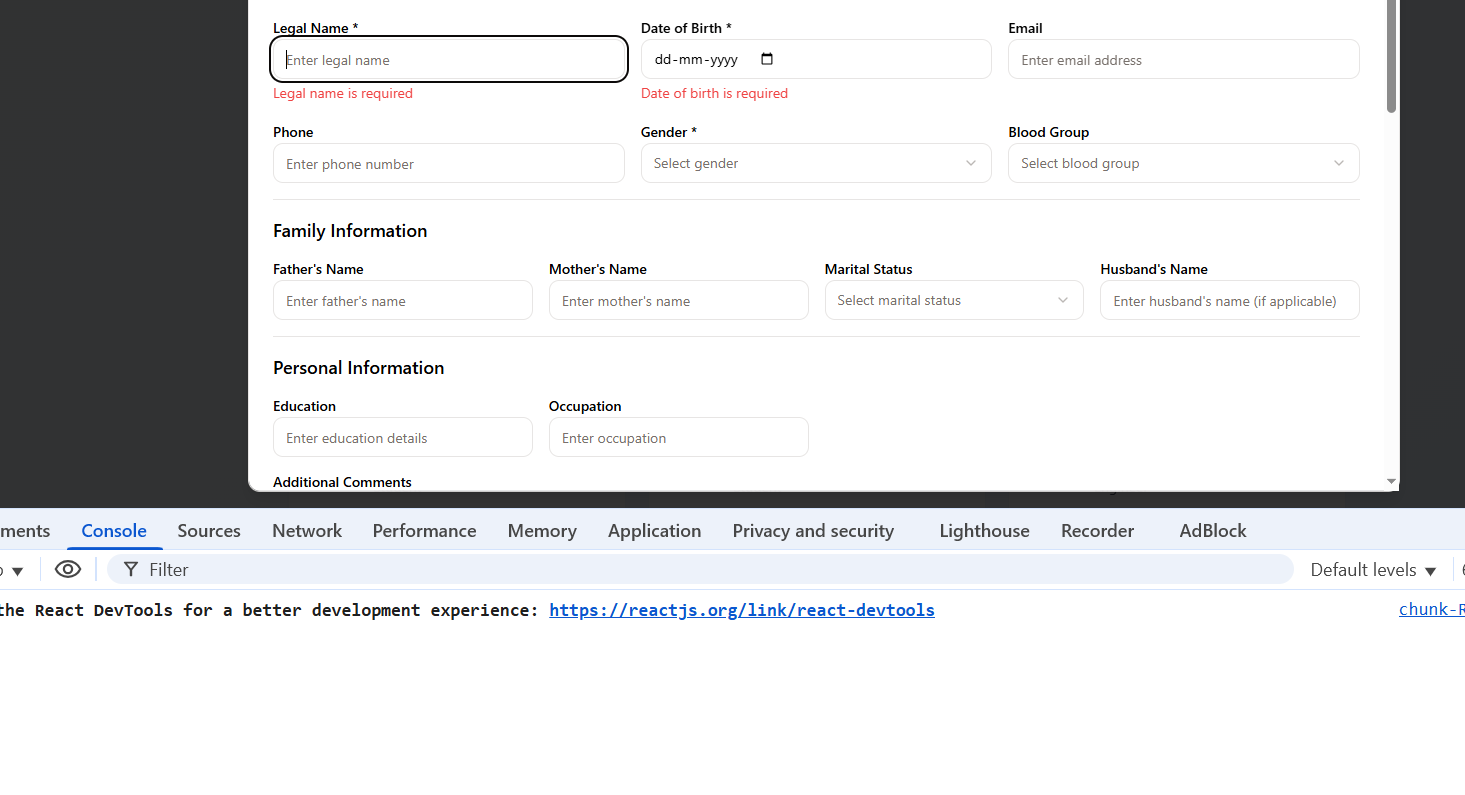 Legal Name * Date of Birth * Email
Enter legal name dd-mm-yyyy Enter email address
Legal name is required Date of birth is required
Phone Gender * Blood Group
Enter phone number Select gender Select blood group
Family Information
Father's Name Mother's Name Marital Status Husband's Name
Enter father's name Enter mother's name Select marital status Enter husband's name (if applicable)
Personal Information
Education Occupation
Enter education details Enter occupation
Additional Comments
ments Console Sources Network Performance Memory Application Privacy and security Lighthouse Recorder AdBlock
Filter Default levels
the React DevTools for a better development experience: https://reactjs.org/link/react-devtools chunk-R